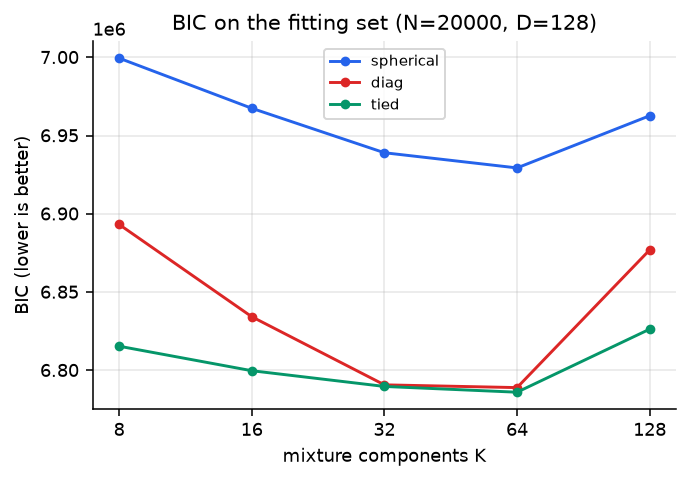 BIC on the fitting set (N=20000, D=128)
1e6
7.00
6.95
6.90
6.85
6.80
BIC (lower is better)
spherical
diag
tied
8 16 32 64 128
mixture components K